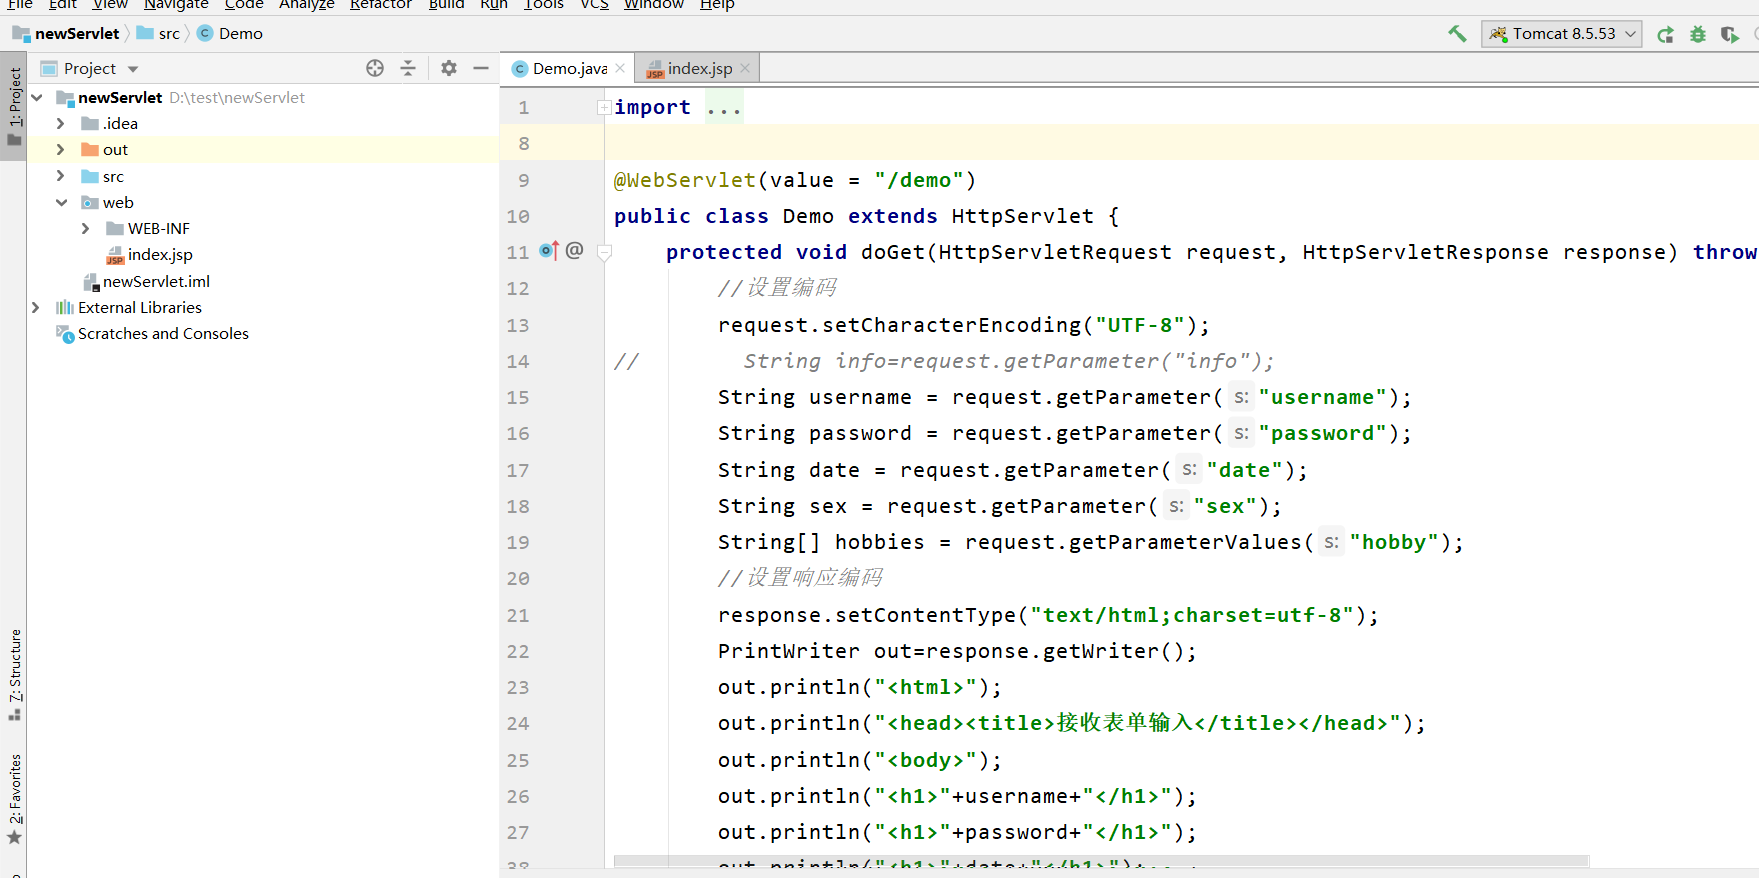 File Edit View Navigate Code Analyze Refactor Build Run Tools VCS Window Help
newServlet src Demo
Tomcat 8.5.53
1: Project
7: Structure
2: Favorites
Project
newServlet D:\test\newServlet
.idea
out
src
web
WEB-INF
index.jsp
newServlet.iml
External Libraries
Scratches and Consoles
Demo.java index.jsp
1 import ...
8
9 @WebServlet(value = "/demo")
10 public class Demo extends HttpServlet {
11 protected void doGet(HttpServletRequest request, HttpServletResponse response) throw
12 //设置编码
13 request.setCharacterEncoding("UTF-8");
14 // String info=request.getParameter("info");
15 String username = request.getParameter( s: "username");
16 String password = request.getParameter( s: "password");
17 String date = request.getParameter( s: "date");
18 String sex = request.getParameter( s: "sex");
19 String[] hobbies = request.getParameterValues( s: "hobby");
20 //设置响应编码
21 response.setContentType("text/html;charset=utf-8");
22 PrintWriter out=response.getWriter();
23 out.println("<html>");
24 out.println("<head><title>接收表单输入</title></head>");
25 out.println("<body>");
26 out.println("<h1>"+username+"</h1>");
27 out.println("<h1>"+password+"</h1>");
out.println("<h1>"+date+"</h1>")